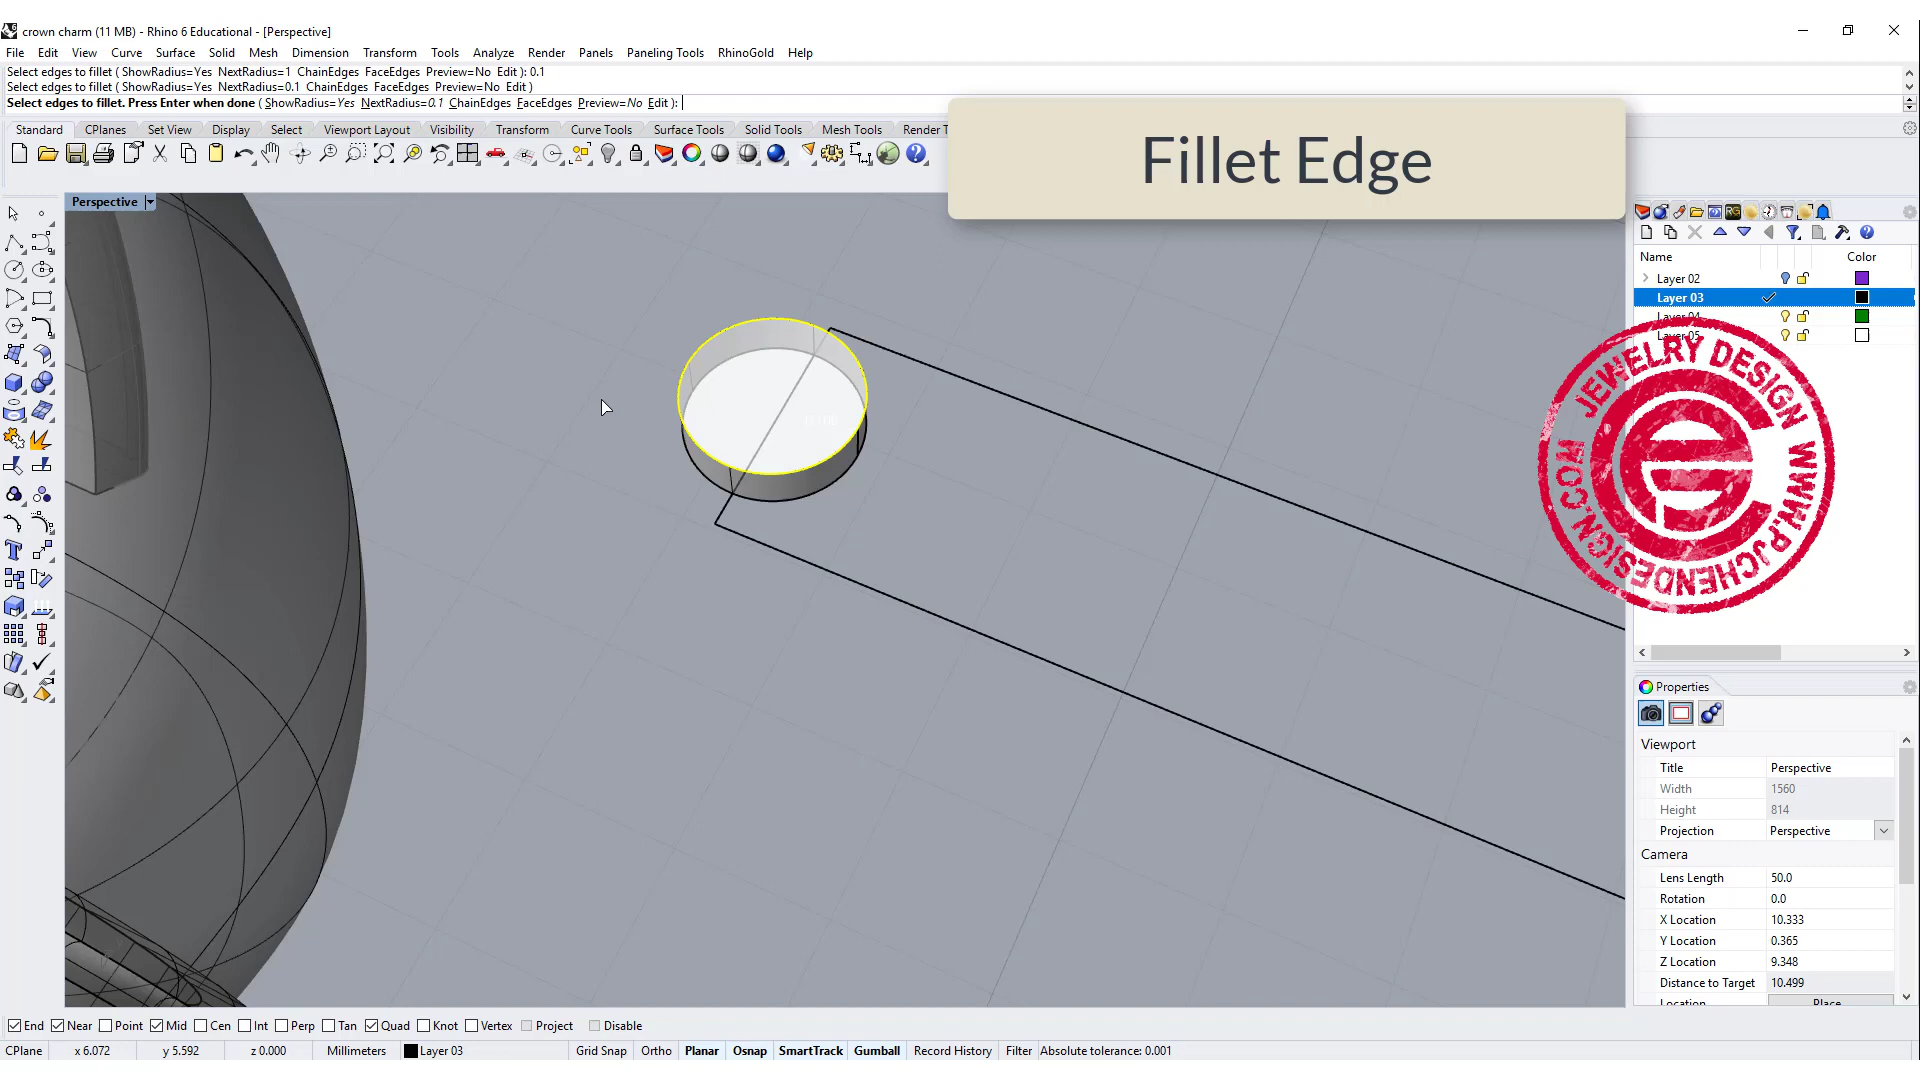 crown charm (11 MB) - Rhino 6 Educational - [Perspective]
File Edit View Curve Surface Solid Mesh Dimension Transform Tools Analyze Render Panels Paneling Tools RhinoGold Help
Select edges to fillet ( ShowRadius=Yes NextRadius=1 ChainEdges FaceEdges Preview=No Edit ): 0.1
Select edges to fillet ( ShowRadius=Yes NextRadius=0.1 ChainEdges FaceEdges Preview=No Edit )
Select edges to fillet. Press Enter when done ( ShowRadius=Yes NextRadius=0.1 ChainEdges FaceEdges Preview=No Edit ):
Standard CPlanes Set View Display Select Viewport Layout Visibility Transform Curve Tools Surface Tools Solid Tools Mesh Tools Render T
Fillet Edge
Perspective
Name Color
Layer 02
Layer 03
Layer 04
Layer 05
JEWELRY DESIGN WWW.PJCHENDESIGN.COM
Properties
Viewport
Title Perspective
Width 1560
Height 814
Projection Perspective
Camera
Lens Length 50.0
Rotation 0.0
X Location 10.333
Y Location 0.365
Z Location 9.348
Distance to Target 10.499
Location Place
End Near Point Mid Cen Int Perp Tan Quad Knot Vertex Project Disable
CPlane x 6.072 y 5.592 z 0.000 Millimeters Layer 03 Grid Snap Ortho Planar Osnap SmartTrack Gumball Record History Filter Absolute tolerance: 0.001